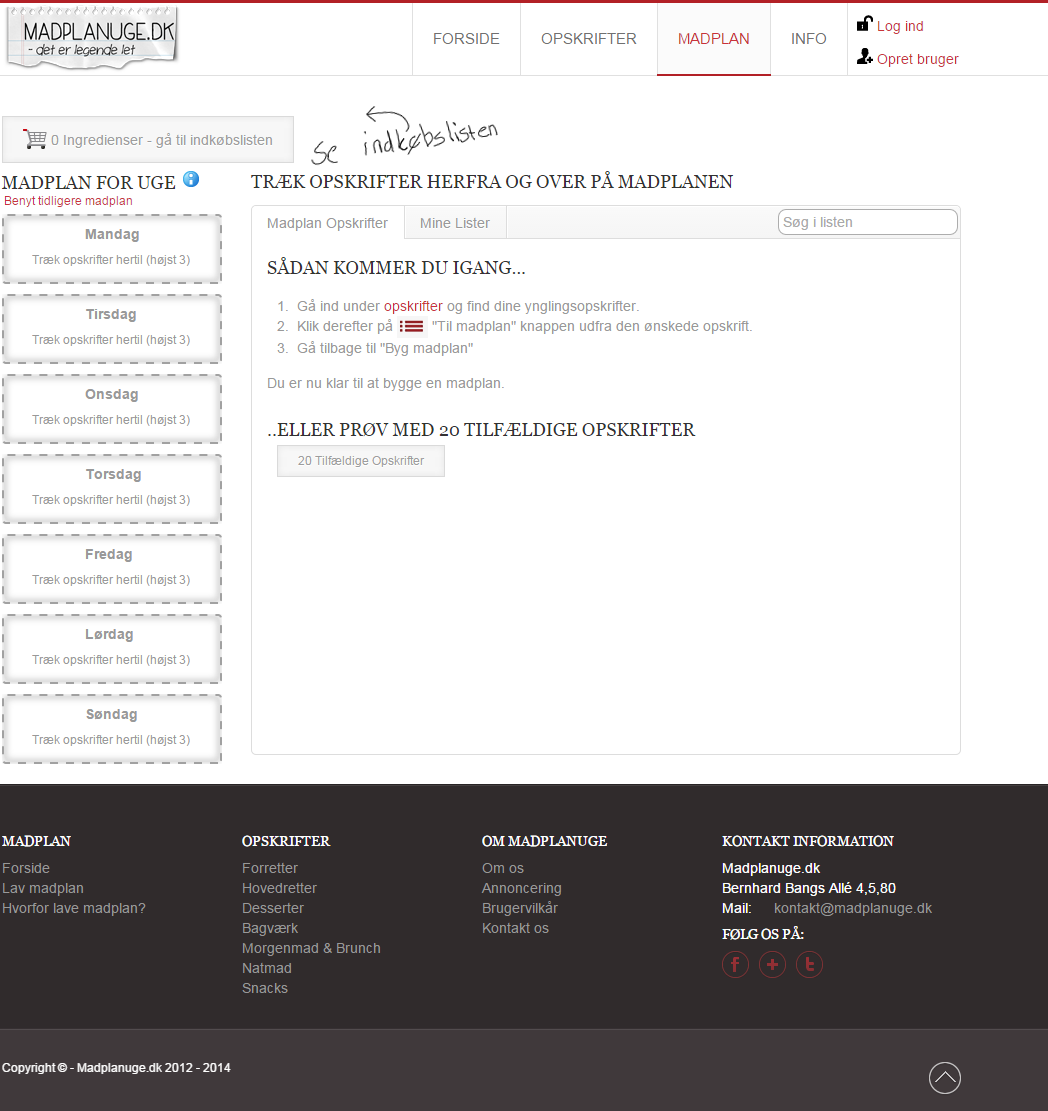 MADPLANUGE.DK
- det er legende let
FORSIDE
OPSKRIFTER
MADPLAN
INFO
Log ind
Opret bruger
0 Ingredienser - gå til indkøbslisten
Se indkøbslisten
MADPLAN FOR UGE
Benyt tidligere madplan
Mandag
Træk opskrifter hertil (højst 3)
Tirsdag
Træk opskrifter hertil (højst 3)
Onsdag
Træk opskrifter hertil (højst 3)
Torsdag
Træk opskrifter hertil (højst 3)
Fredag
Træk opskrifter hertil (højst 3)
Lørdag
Træk opskrifter hertil (højst 3)
Søndag
Træk opskrifter hertil (højst 3)
TRÆK OPSKRIFTER HERFRA OG OVER PÅ MADPLANEN
Madplan Opskrifter
Mine Lister
Søg i listen
SÅDAN KOMMER DU IGANG...
1. Gå ind under opskrifter og find dine ynglingsopskrifter.
2. Klik derefter på "Til madplan" knappen udfra den ønskede opskrift.
3. Gå tilbage til "Byg madplan"
Du er nu klar til at bygge en madplan.
..ELLER PRØV MED 20 TILFÆLDIGE OPSKRIFTER
20 Tilfældige Opskrifter
MADPLAN
Forside
Lav madplan
Hvorfor lave madplan?
OPSKRIFTER
Forretter
Hovedretter
Desserter
Bagværk
Morgenmad & Brunch
Natmad
Snacks
OM MADPLANUGE
Om os
Annoncering
Brugervilkår
Kontakt os
KONTAKT INFORMATION
Madplanuge.dk
Bernhard Bangs Allé 4,5,80
Mail: kontakt@madplanuge.dk
FØLG OS PÅ:
Copyright © - Madplanuge.dk 2012 - 2014